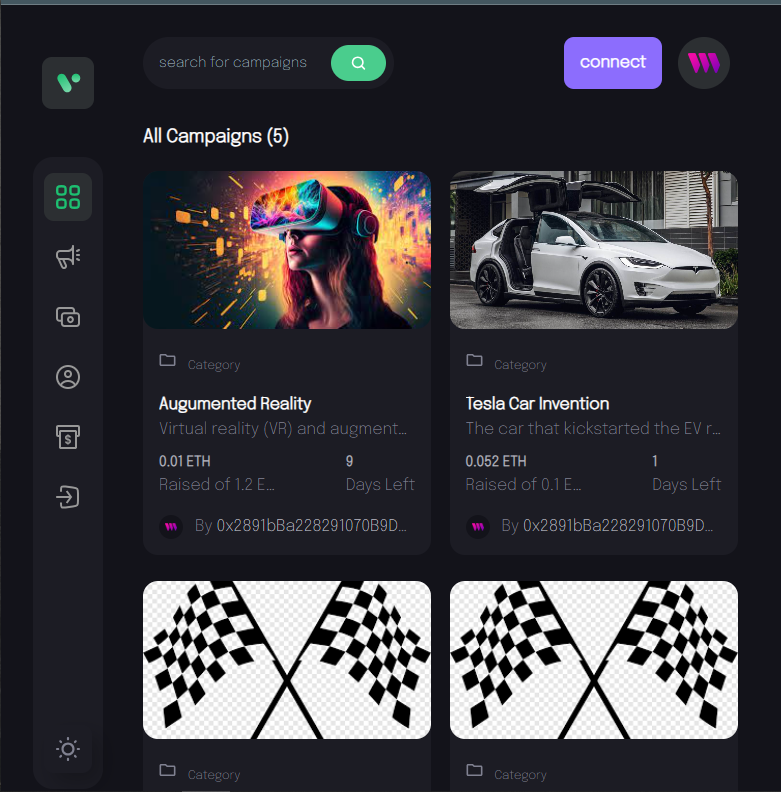 search for campaigns
connect
All Campaigns (5)
Category
Augumented Reality
Virtual reality (VR) and augment...
0.01 ETH
9
Raised of 1.2 E...
Days Left
By 0x2891bBa228291070B9D...
Category
Tesla Car Invention
The car that kickstarted the EV r...
0.052 ETH
1
Raised of 0.1 E...
Days Left
By 0x2891bBa228291070B9D...
Category
Category